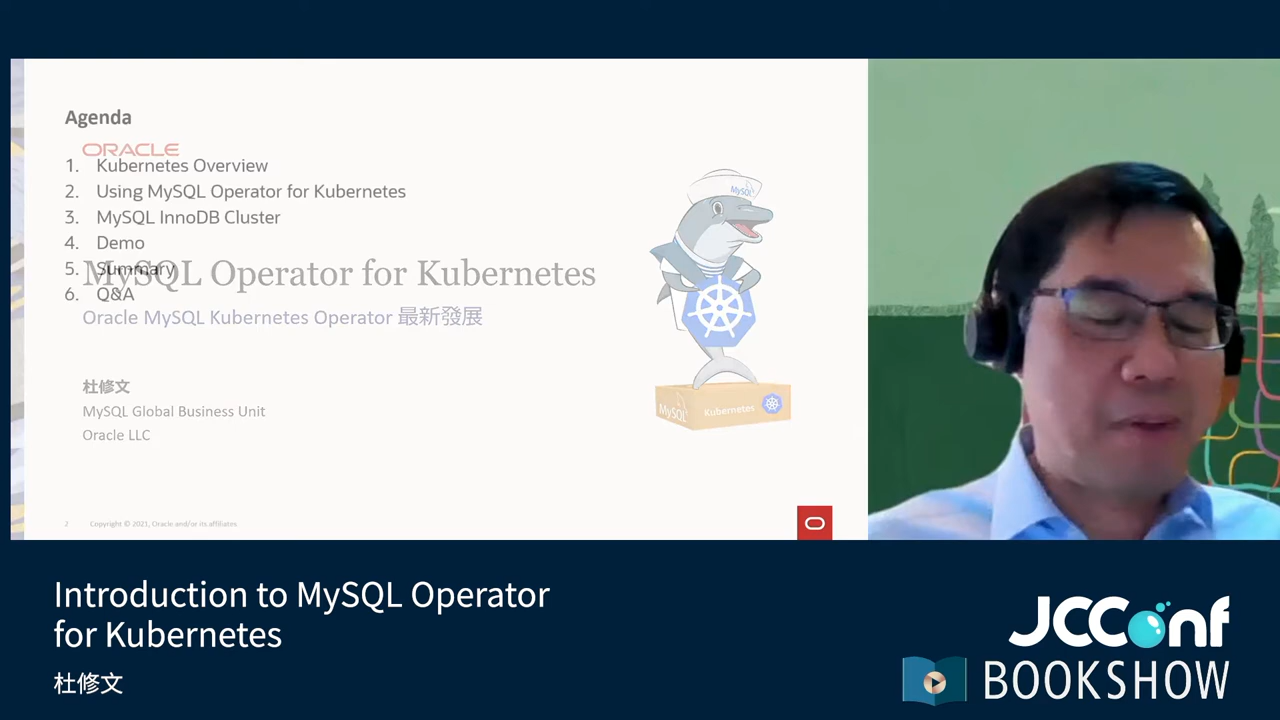 Agenda
ORACLE
1. Kubernetes Overview
2. Using MySQL Operator for Kubernetes
3. MySQL InnoDB Cluster
4. Demo
5. Summary
6. Q&A
MySQL Operator for Kubernetes
Oracle MySQL Kubernetes Operator 最新發展
杜修文
MySQL Global Business Unit
Oracle LLC
MySQL
MySQL
Kubernetes
2 Copyright © 2021, Oracle and/or its affiliates
Introduction to MySQL Operator
for Kubernetes
杜修文
JCConf
BOOKSHOW